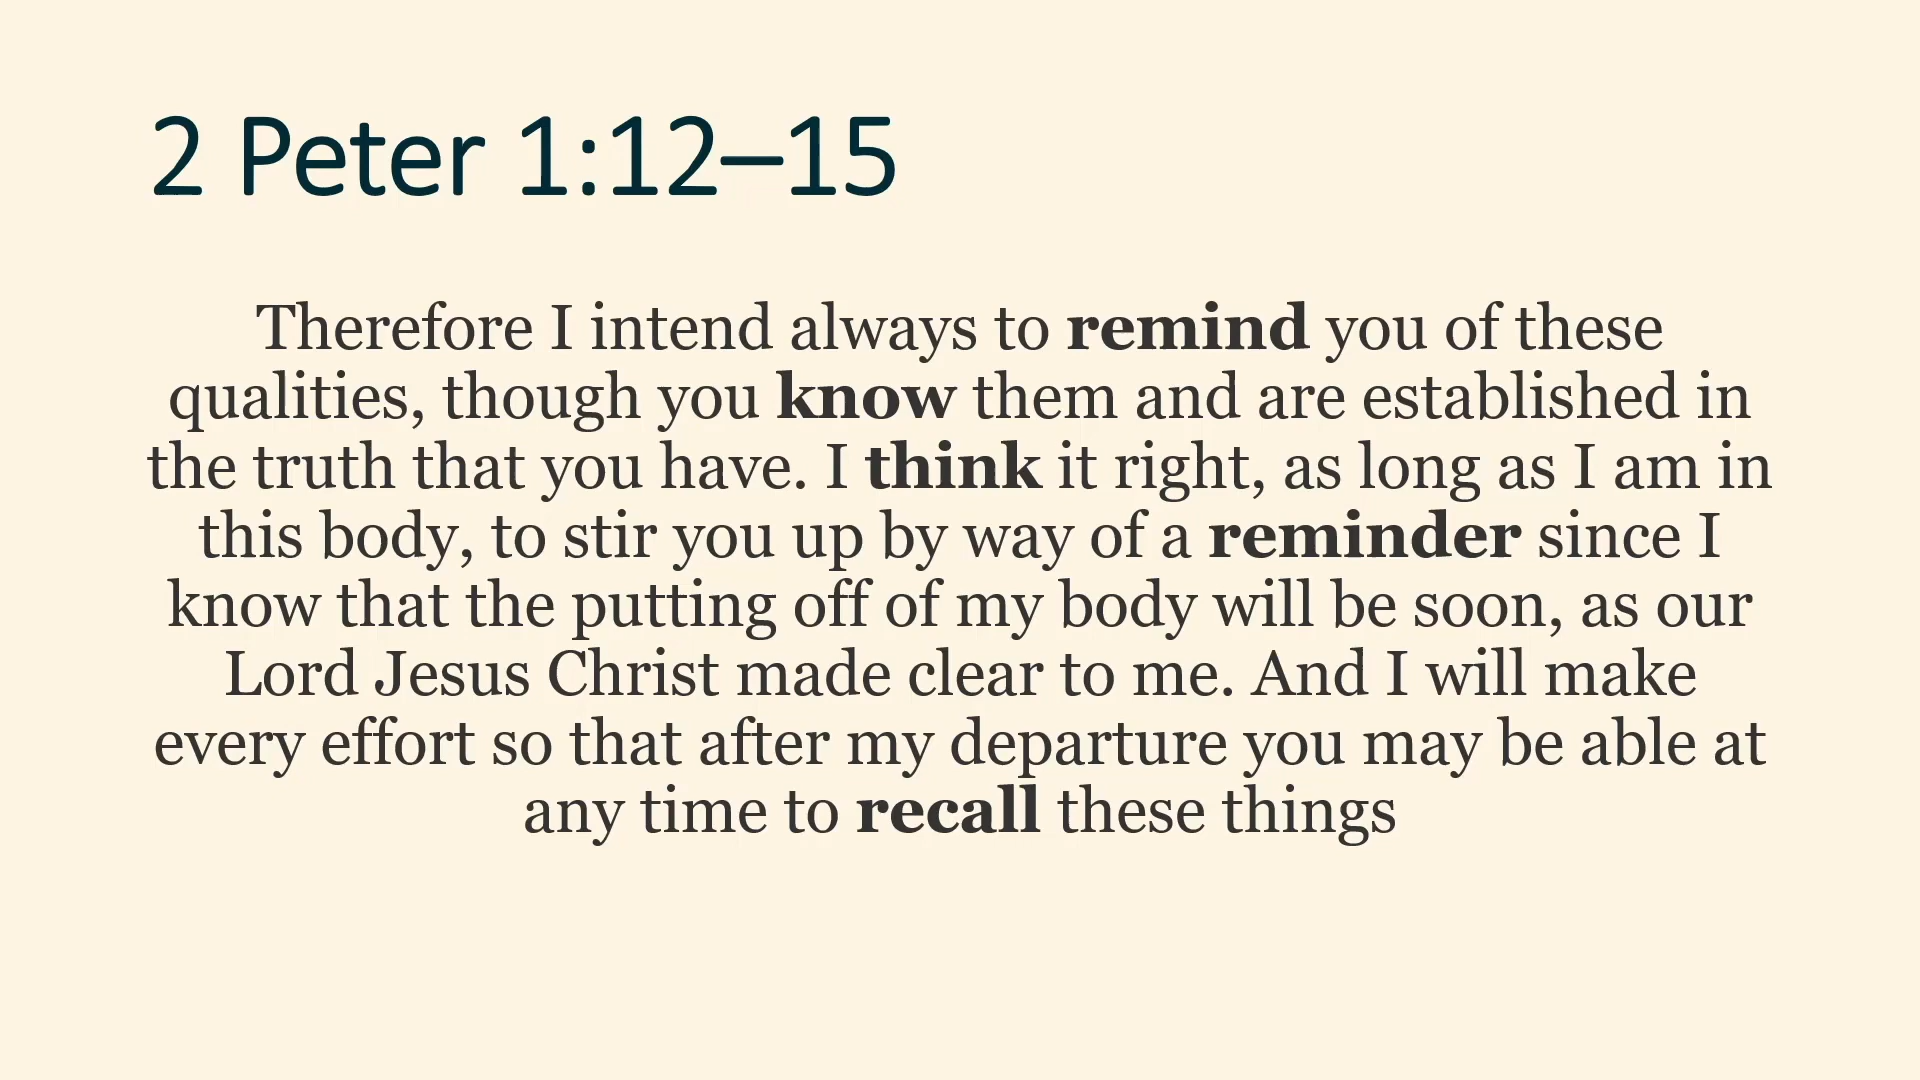 2 Peter 1:12–15
Therefore I intend always to remind you of these
qualities, though you know them and are established in
the truth that you have. I think it right, as long as I am in
this body, to stir you up by way of a reminder since I
know that the putting off of my body will be soon, as our
Lord Jesus Christ made clear to me. And I will make
every effort so that after my departure you may be able at
any time to recall these things